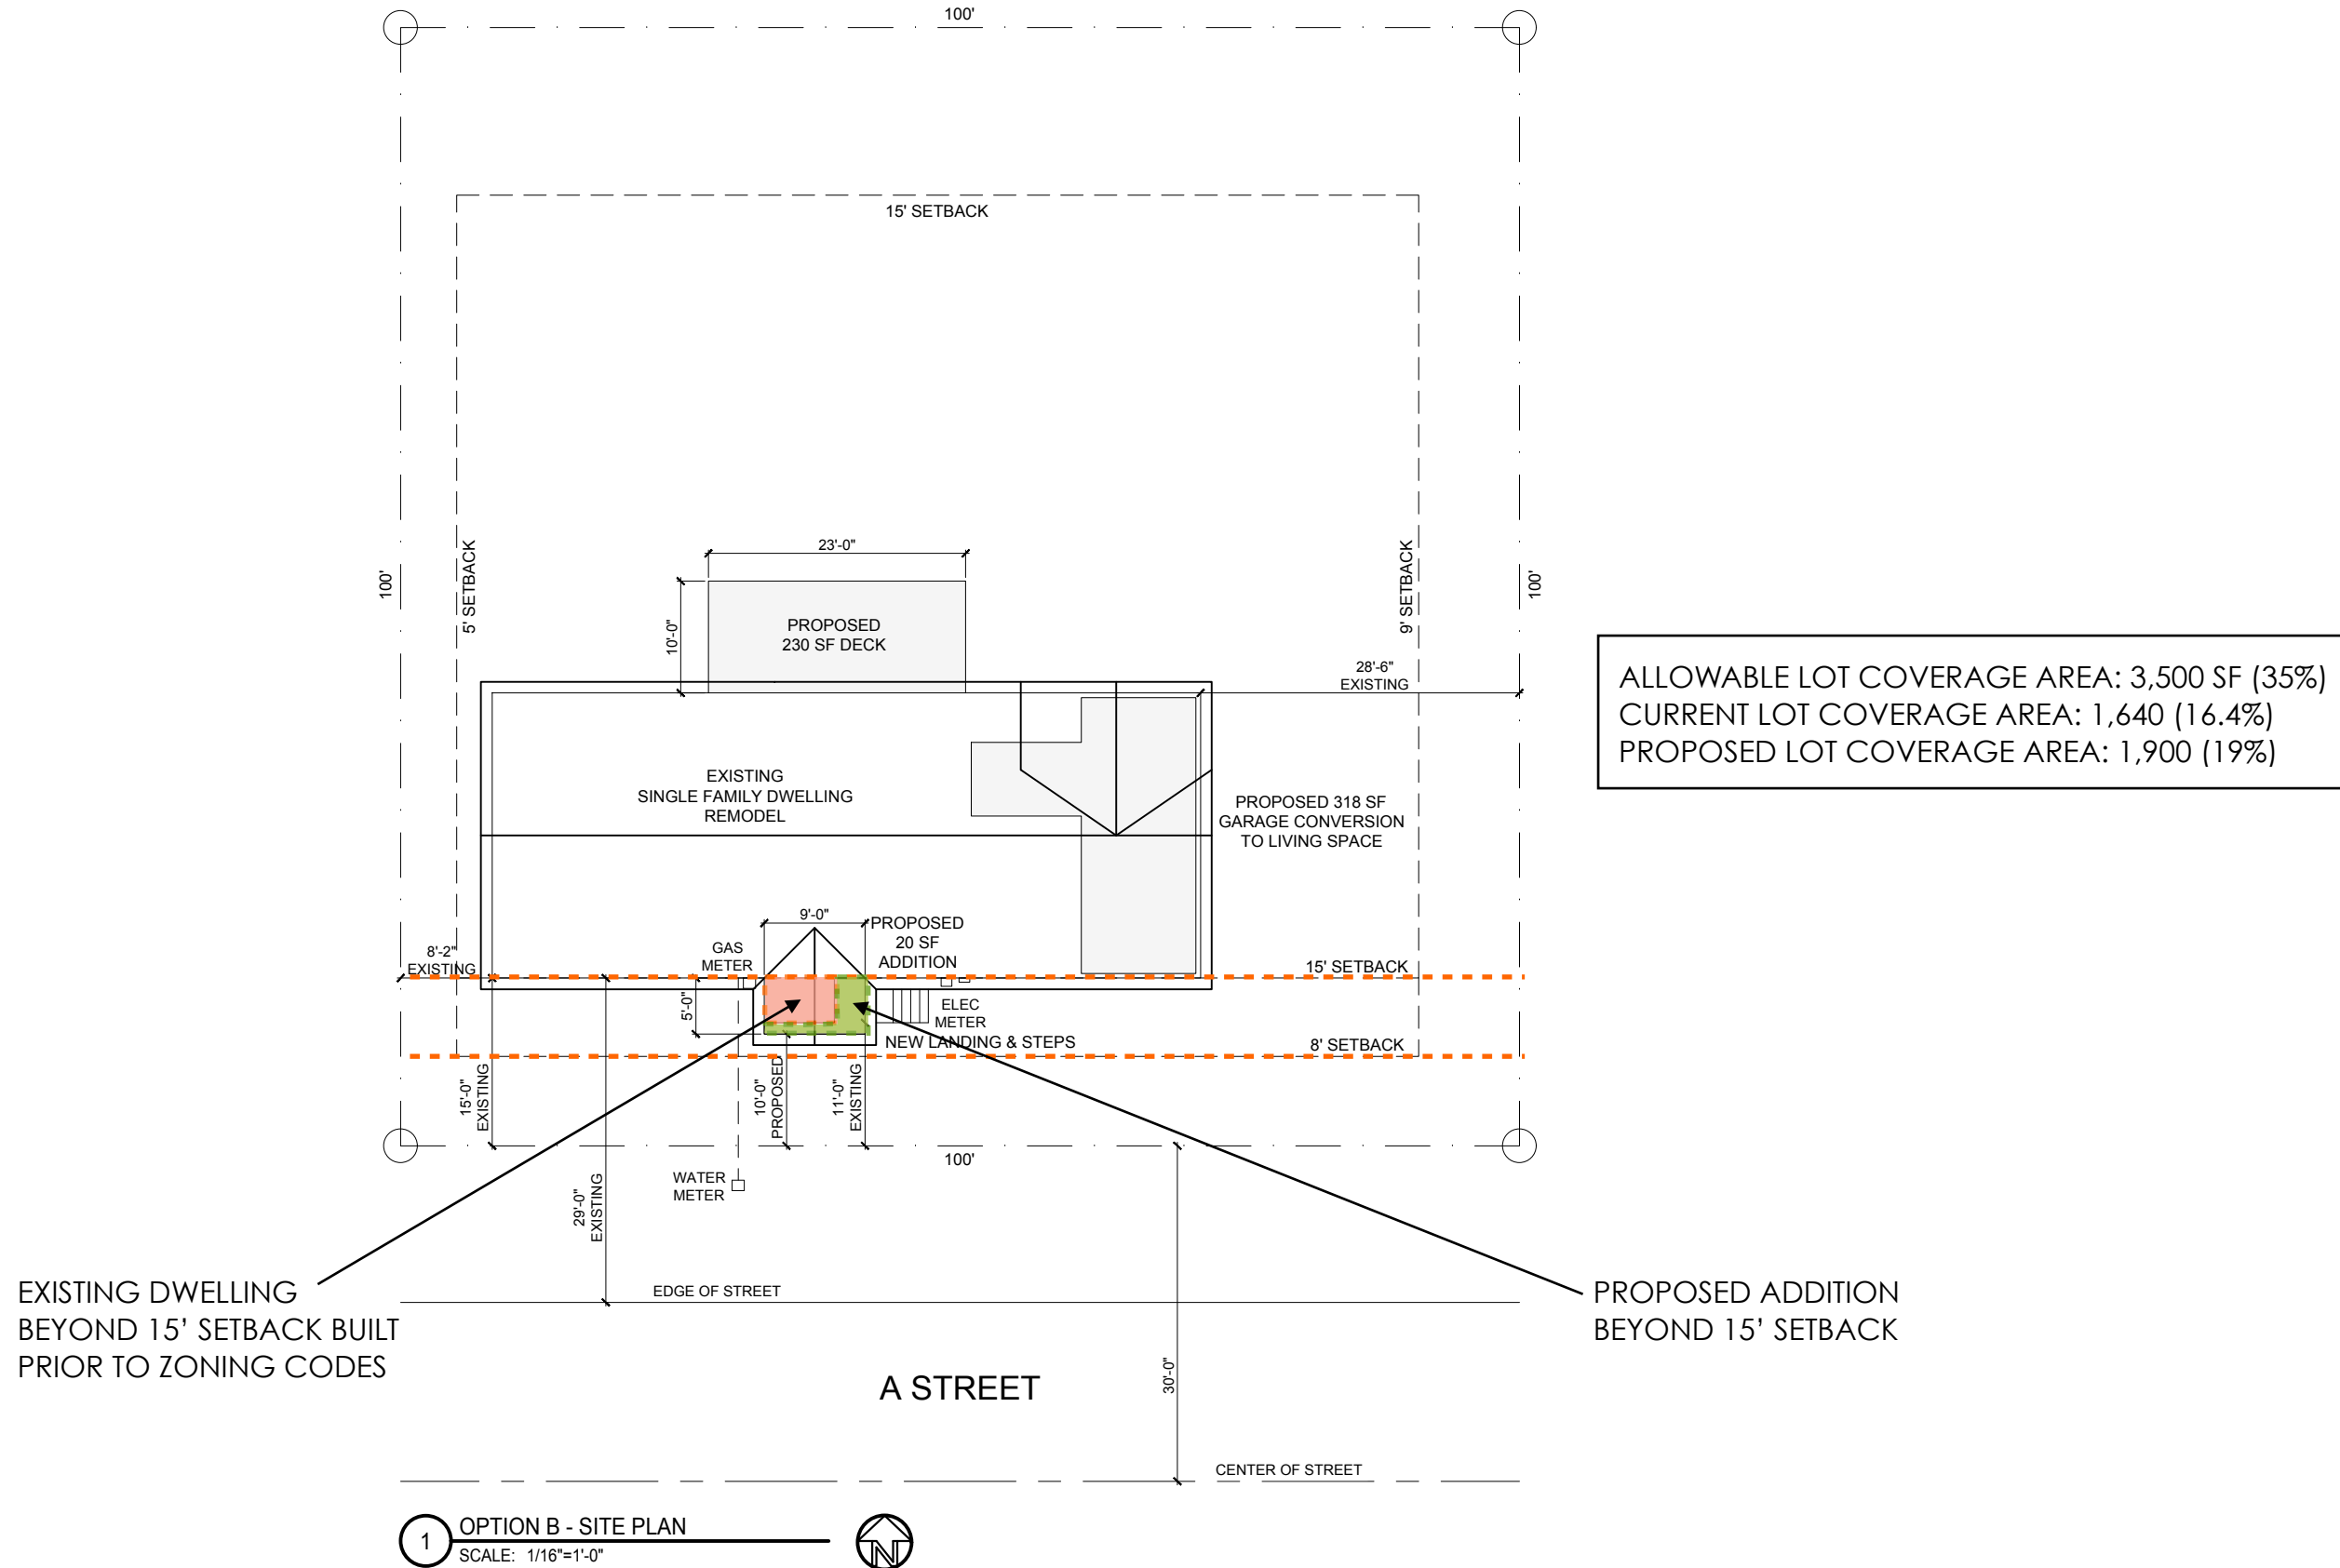 100'
15' SETBACK
23'-0"
100'
5' SETBACK
9' SETBACK
100'
10'-0"
PROPOSED
230 SF DECK
28'-6"
EXISTING
ALLOWABLE LOT COVERAGE AREA: 3,500 SF (35%)
CURRENT LOT COVERAGE AREA: 1,640 (16.4%)
PROPOSED LOT COVERAGE AREA: 1,900 (19%)
EXISTING
SINGLE FAMILY DWELLING
REMODEL
PROPOSED 318 SF
GARAGE CONVERSION
TO LIVING SPACE
9'-0"
PROPOSED
20 SF
ADDITION
GAS
METER
8'-2"
EXISTING
15' SETBACK
5'-0"
ELEC
METER
NEW LANDING & STEPS
8' SETBACK
15'-0"
EXISTING
10'-0"
PROPOSED
11'-0"
EXISTING
100'
WATER
METER
29'-0"
EXISTING
EDGE OF STREET
EXISTING DWELLING
BEYOND 15’ SETBACK BUILT
PRIOR TO ZONING CODES
PROPOSED ADDITION
BEYOND 15’ SETBACK
A STREET
30'-0"
CENTER OF STREET
1
OPTION B - SITE PLAN
SCALE: 1/16"=1'-0"
N